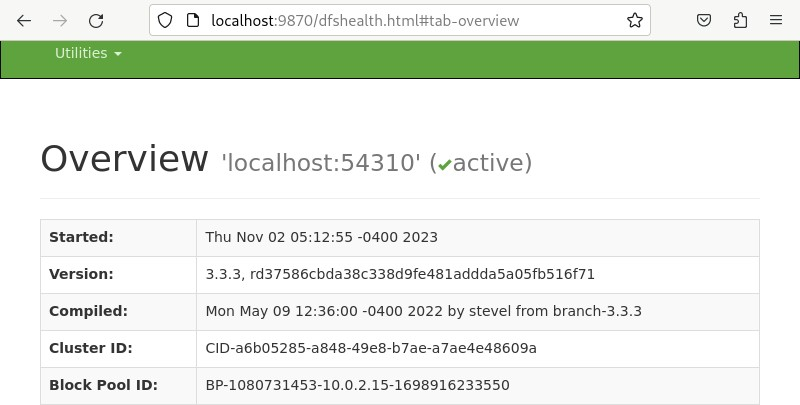 localhost:9870/dfshealth.html#tab-overview
Utilities
Overview 'localhost:54310' (✔active)
Started: Thu Nov 02 05:12:55 -0400 2023
Version: 3.3.3, rd37586cbda38c338d9fe481addda5a05fb516f71
Compiled: Mon May 09 12:36:00 -0400 2022 by stevel from branch-3.3.3
Cluster ID: CID-a6b05285-a848-49e8-b7ae-a7ae4e48609a
Block Pool ID: BP-1080731453-10.0.2.15-1698916233550